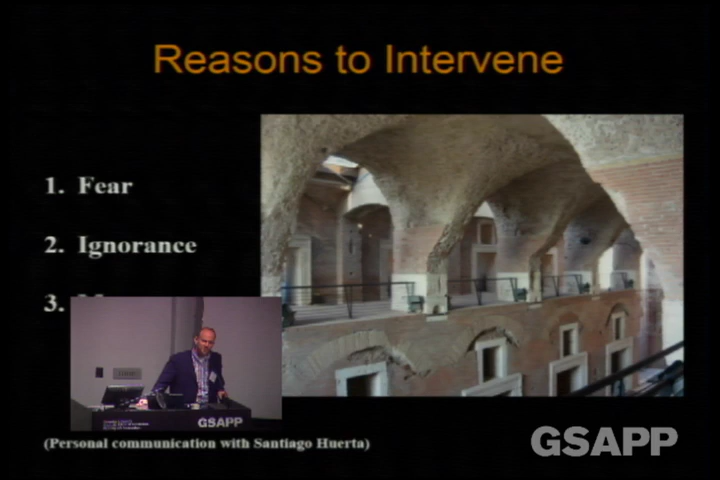 Reasons to Intervene
1. Fear
2. Ignorance
3.
(Personal communication with Santiago Huerta)
GSAPP
GSAPP